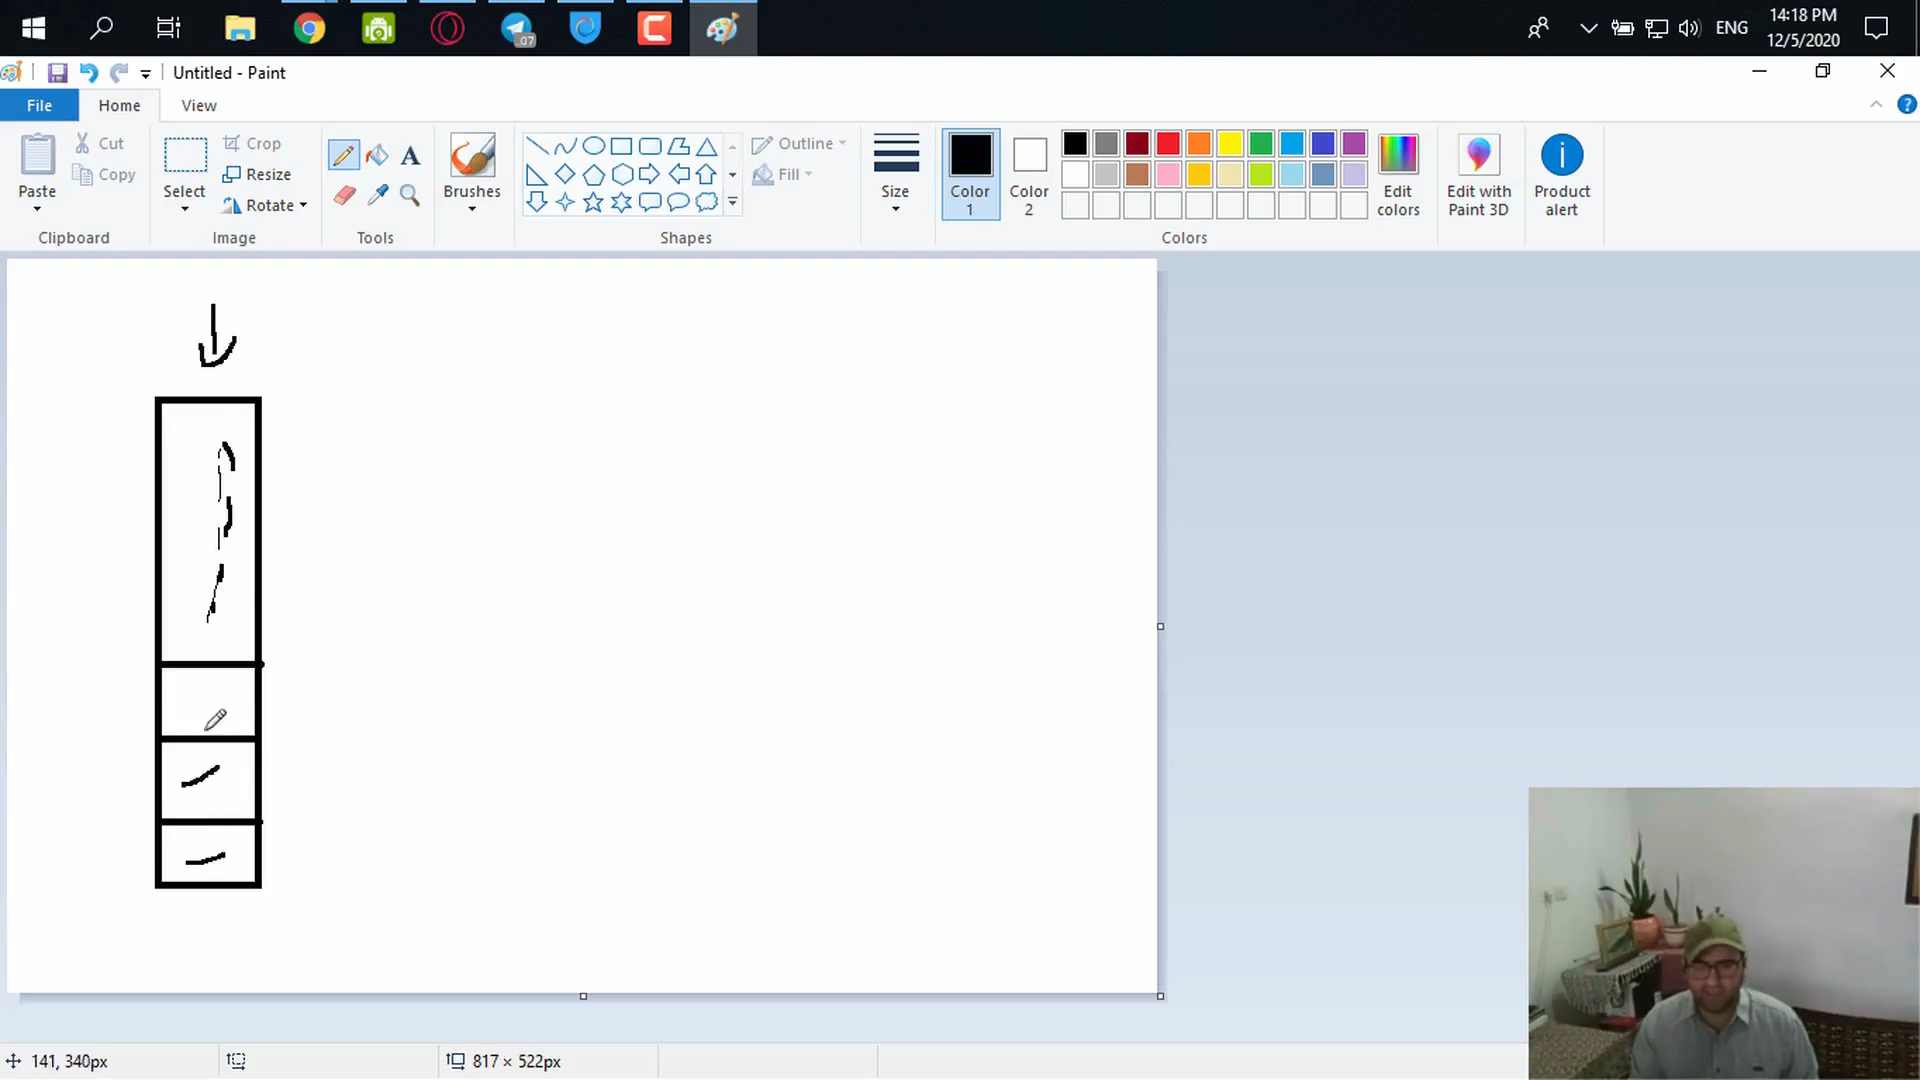 .07
ENG
14:18 PM
12/5/2020
Untitled - Paint
File Home View
Paste
Cut
Copy
Clipboard
Select
Crop
Resize
Rotate
Image
A
Tools
Brushes
Outline
Fill
Shapes
Size
Color 1
Color 2
Edit colors
Colors
Edit with Paint 3D
Product alert
141, 340px
817 × 522px